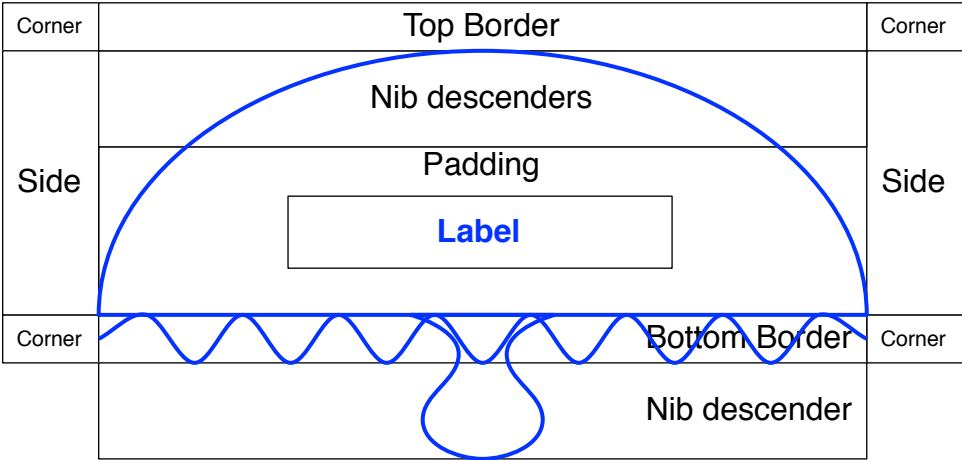 Corner
Top Border
Corner
Nib descenders
Padding
Side
Side
Label
Corner
Bottom Border
Corner
Nib descender